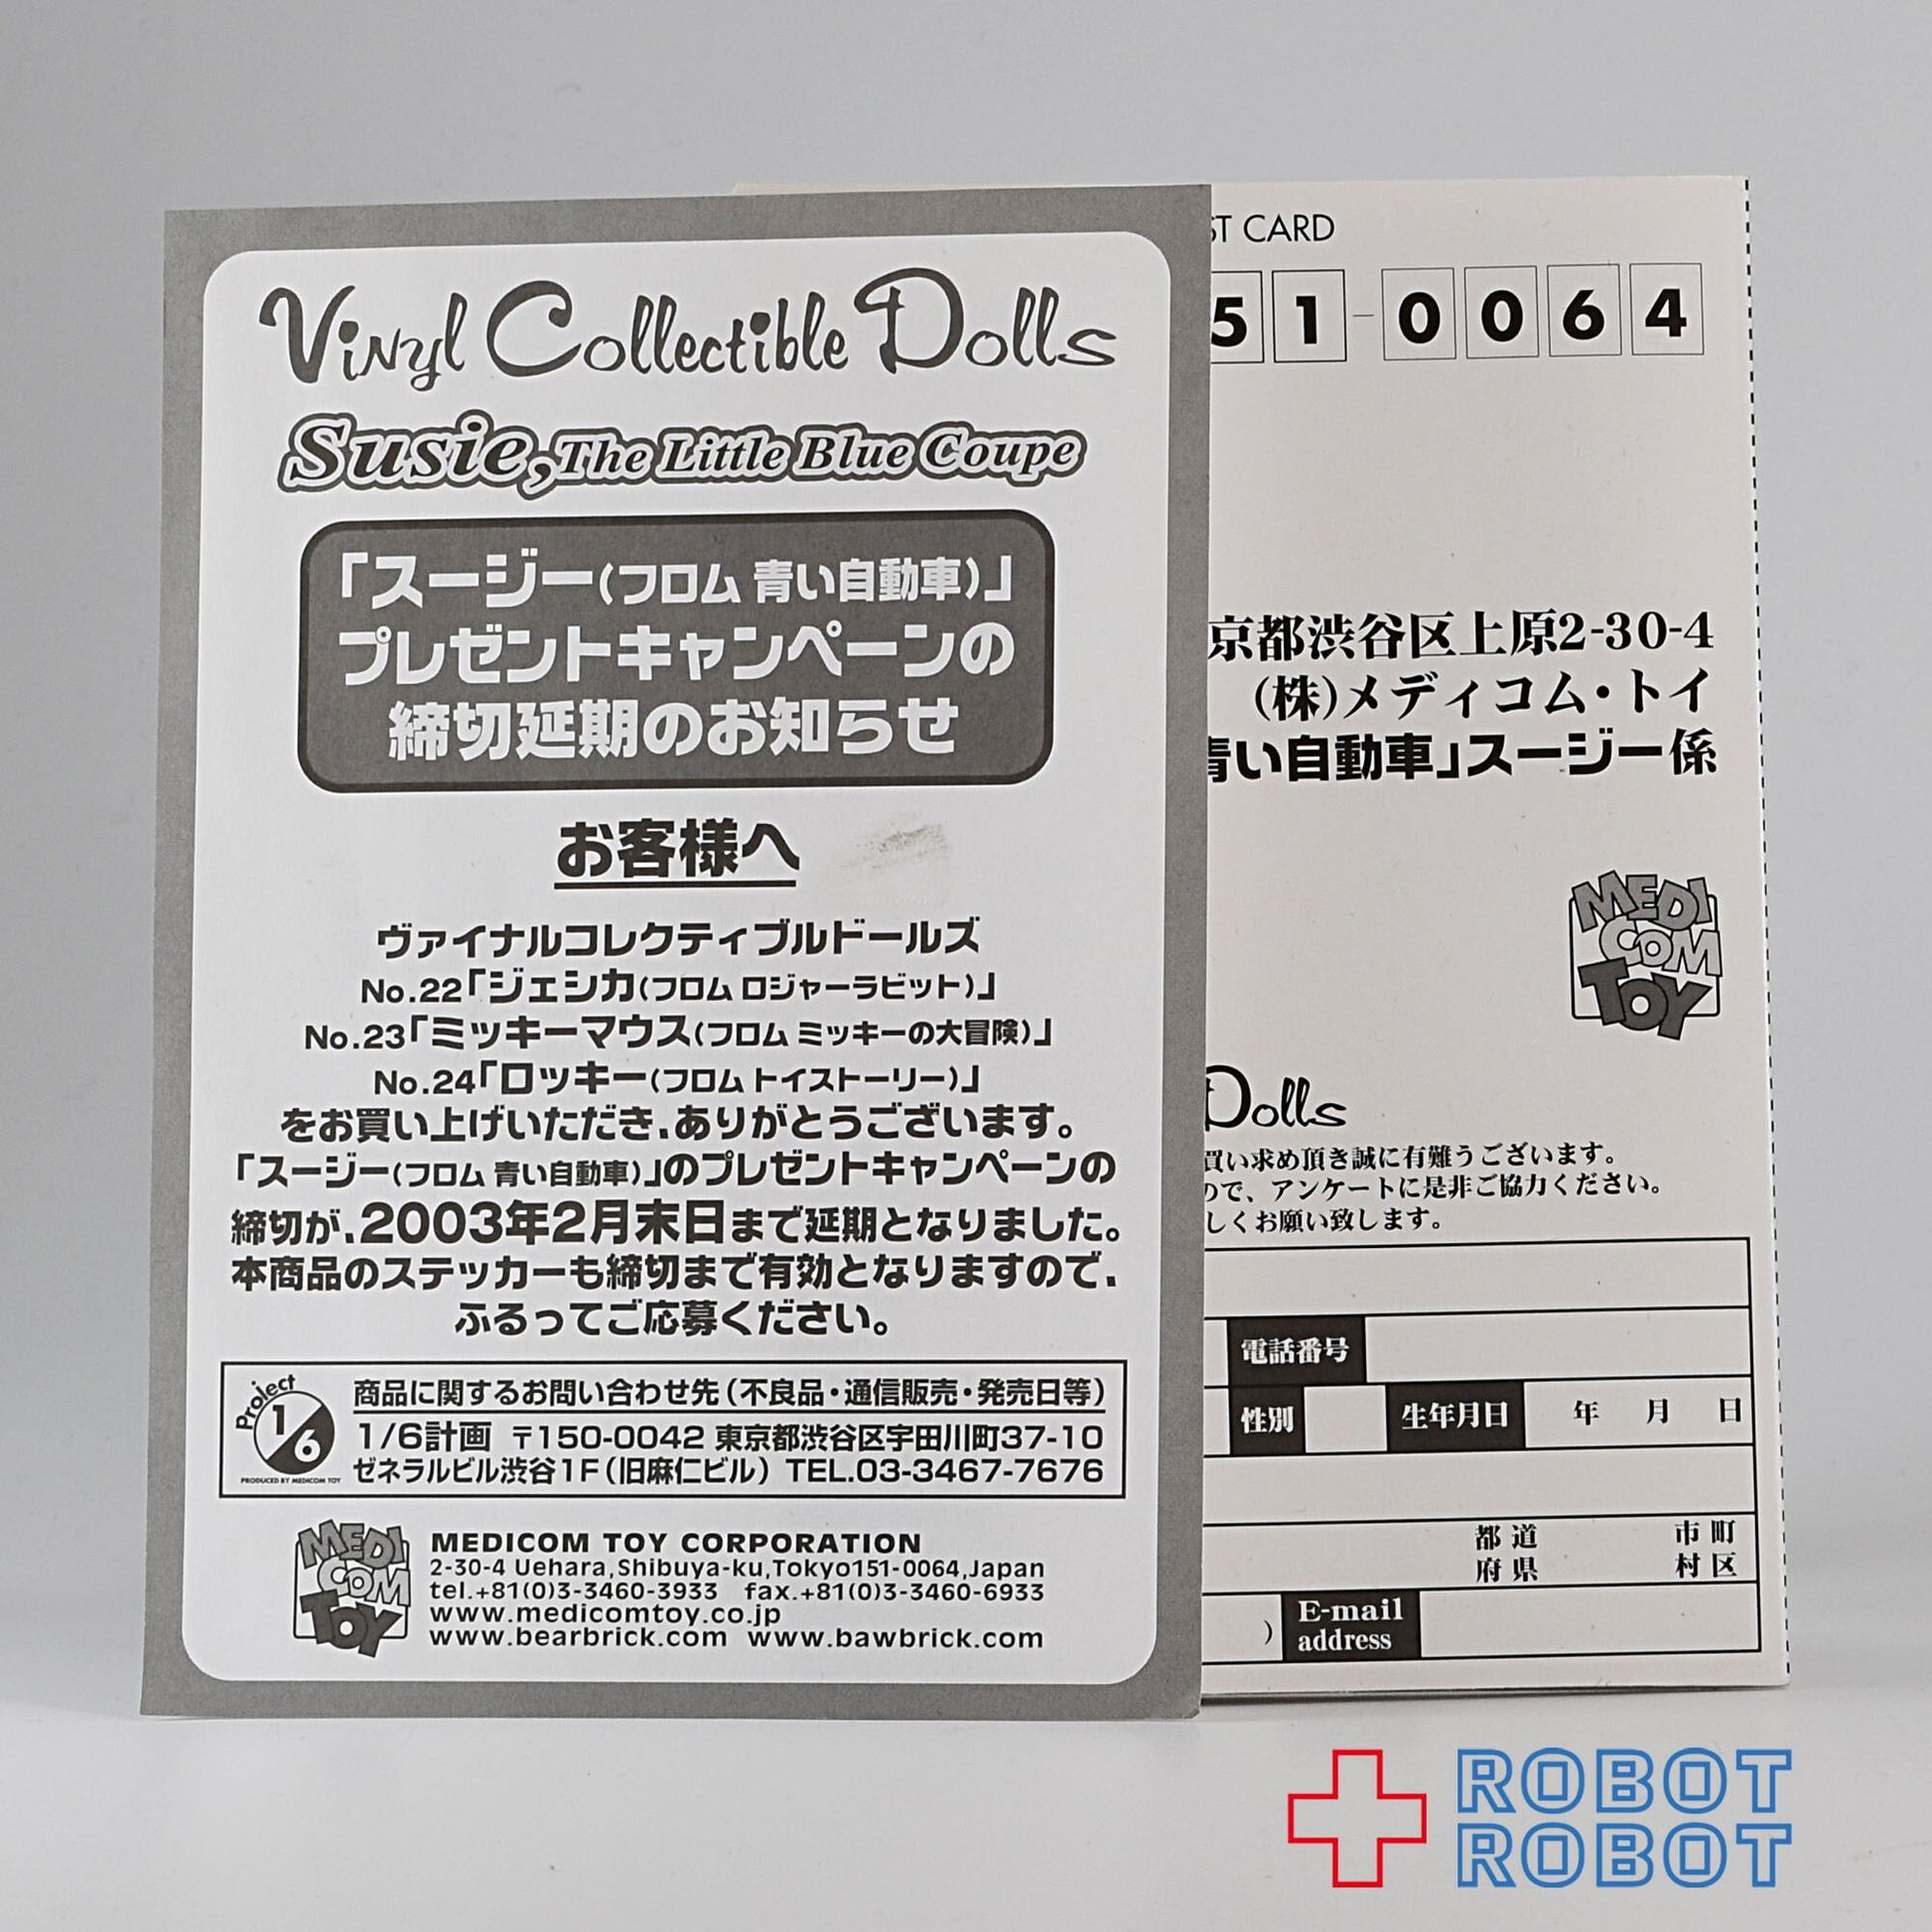 Vinyl Collectible Dolls
Susie, The Little Blue Coupe
「スージー(フロム 青い自動車)」
プレゼントキャンペーンの
締切延期のお知らせ
お客様へ
ヴァイナルコレクティブルドールズ
No.22「ジェシカ(フロム ロジャーラビット)」
No.23「ミッキーマウス(フロム ミッキーの大冒険)」
No.24「ロッキー(フロム トイストーリー)」
をお買い上げいただき、ありがとうございます。
「スージー(フロム 青い自動車)」のプレゼントキャンペーンの
締切が、2003年2月末日まで延期となりました。
本商品のステッカーも締切まで有効となりますので、
ふるってご応募ください。
Project 1/6
PRODUCED BY MEDICOM TOY
商品に関するお問い合わせ先(不良品・通信販売・発売日等)
1/6計画 〒150-0042 東京都渋谷区宇田川町37-10
ゼネラルビル渋谷1F(旧麻仁ビル) TEL.03-3467-7676
MEDICOM TOY
MEDICOM TOY CORPORATION
2-30-4 Uehara,Shibuya-ku,Tokyo151-0064,Japan
tel.+81(0)3-3460-3933 fax.+81(0)3-3460-6933
www.medicomtoy.co.jp
www.bearbrick.com www.bawbrick.com
ST CARD
51-0064
京都渋谷区上原2-30-4
(株)メディコム・トイ
青い自動車」スージー係
MEDICOM TOY
Dolls
買い求め頂き誠に有難うございます。
ので、アンケートに是非ご協力ください。
しくお願い致します。
電話番号
性別 生年月日 年 月 日
都道 市町
府県 村区
) E-mail
address
ROBOT
ROBOT